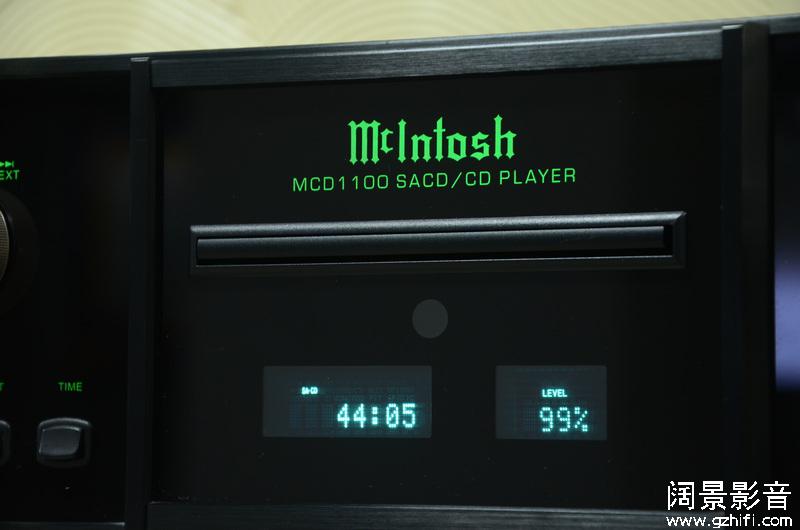 McIntosh
MCD1100 SACD/CD PLAYER
EXT
TIME
SA-CD
44:05
LEVEL
99%
阔景影音
www.gzhifi.com